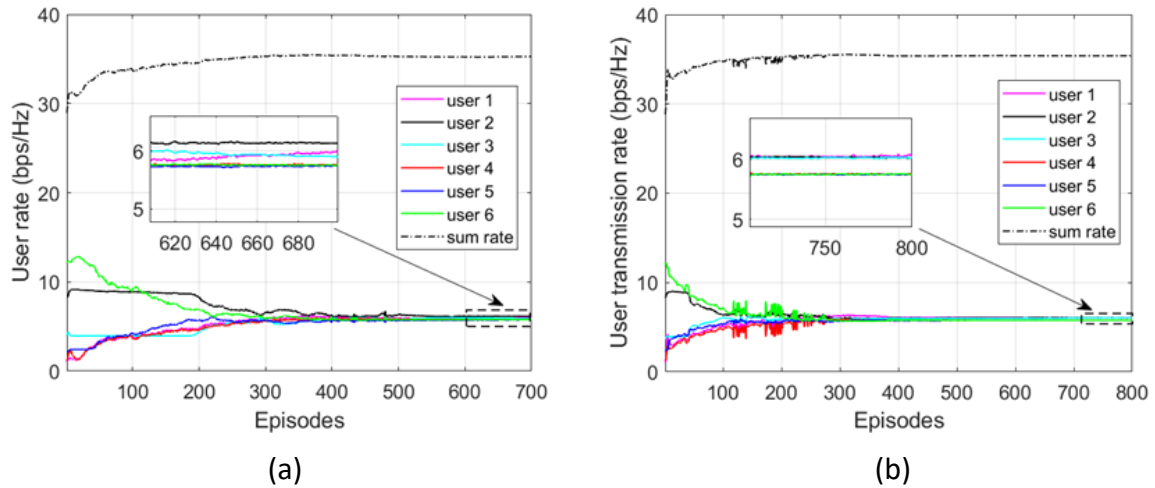 40
30
20
10
0
User rate (bps/Hz)
6
5
620 640 660 680
user 1
user 2
user 3
user 4
user 5
user 6
sum rate
100 200 300 400 500 600 700
Episodes
(a)
40
30
20
10
0
User transmission rate (bps/Hz)
6
5
750 800
user 1
user 2
user 3
user 4
user 5
user 6
sum rate
100 200 300 400 500 600 700 800
Episodes
(b)